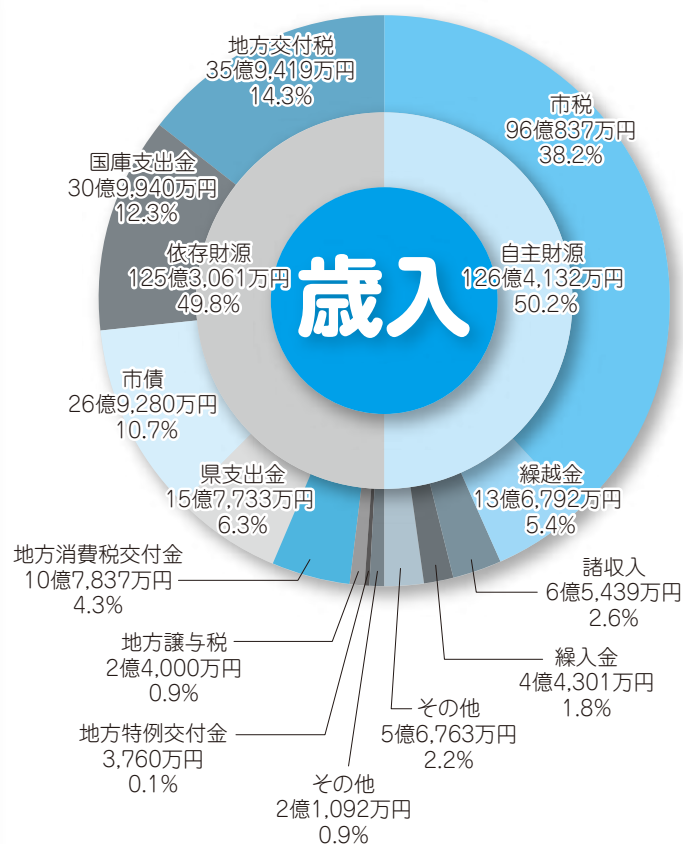 歳入
自主財源
126億4,132万円
50.2%
市税
96億837万円
38.2%
繰越金
13億6,792万円
5.4%
諸収入
6億5,439万円
2.6%
繰入金
4億4,301万円
1.8%
その他
5億6,763万円
2.2%
依存財源
125億3,061万円
49.8%
地方交付税
35億9,419万円
14.3%
国庫支出金
30億9,940万円
12.3%
市債
26億9,280万円
10.7%
県支出金
15億7,733万円
6.3%
地方消費税交付金
10億7,837万円
4.3%
地方譲与税
2億4,000万円
0.9%
地方特例交付金
3,760万円
0.1%
その他
2億1,092万円
0.9%